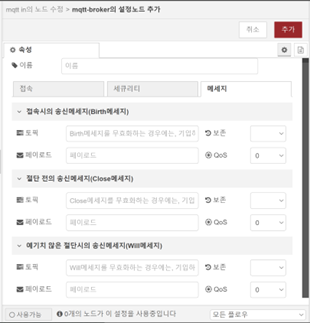 mqtt in의 노드 수정 > mqtt-broker의 설정노드 추가
취소 추가
속성
이름 이름
접속 세큐리티 메세지
접속시의 송신메세지(Birth메세지)
토픽 Birth메세지를 무효화하는 경우에는, 기입하 보존
페이로드 페이로드 QoS 0
절단 전의 송신메세지(Close메세지)
토픽 Close메세지를 무효화하는 경우에는, 기입 보존
페이로드 페이로드 QoS 0
예기치 않은 절단시의 송신메세지(Will메세지)
토픽 Will메세지를 무효화하는 경우에는, 기입하 보존
페이로드 페이로드 QoS 0
사용가능 0개의 노드가 이 설정을 사용중입니다 모든 플로우